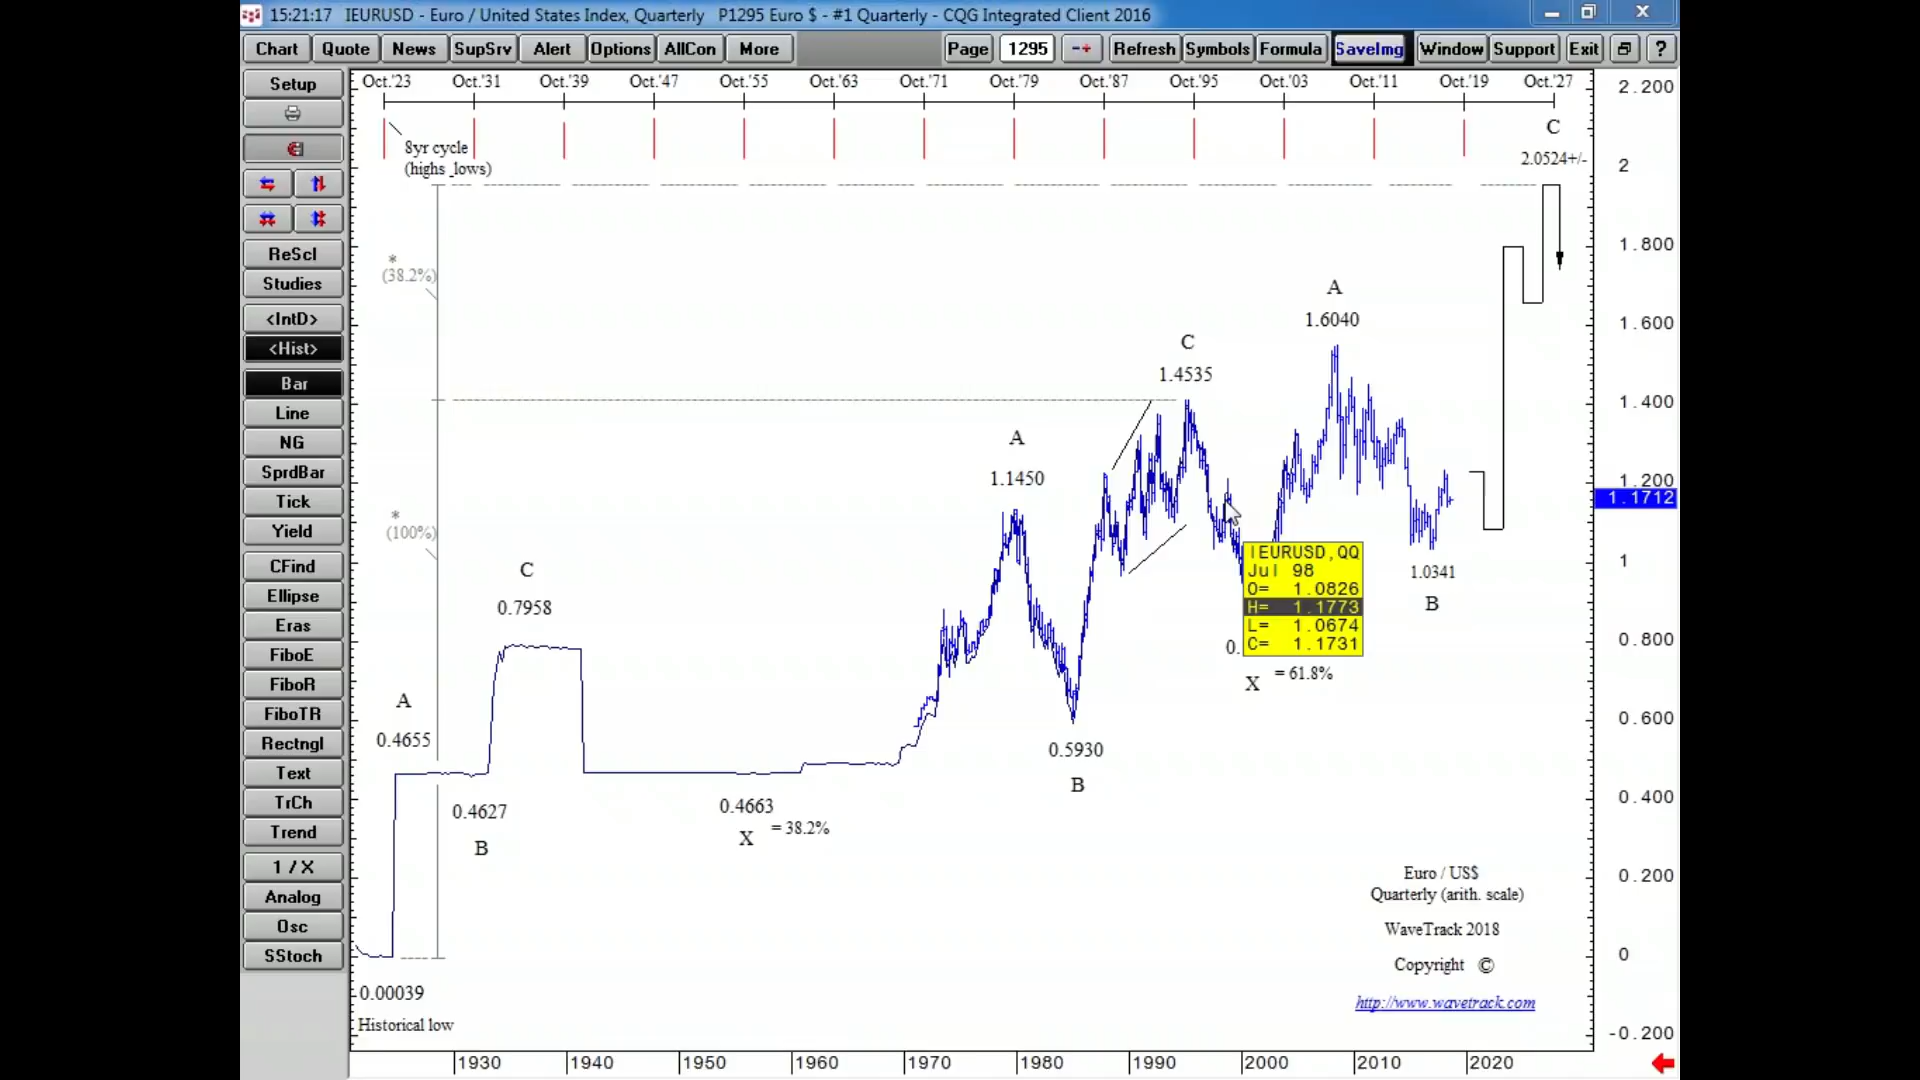 15:21:17 IEURUSD - Euro / United States Index, Quarterly P1295 Euro $ - #1 Quarterly - CQG Integrated Client 2016
Chart Quote News SupSrv Alert Options AllCon More Page 1295 -+ Refresh Symbols Formula SaveImg Window Support Exit ?
Setup
ReScl
Studies
<IntD>
<Hist>
Bar
Line
NG
SprdBar
Tick
Yield
CFind
Ellipse
Eras
FiboE
FiboR
FiboTR
Rectngl
Text
TrCh
Trend
1 / X
Analog
Osc
SStoch
Oct.'23 Oct.'31 Oct.'39 Oct.'47 Oct.'55 Oct.'63 Oct.'71 Oct.'79 Oct.'87 Oct.'95 Oct.'03 Oct.'11 Oct.'19 Oct.'27
8yr cycle
(highs_lows)
C
2.0524+/-
*
(38.2%)
A
1.6040
C
1.4535
A
1.1450
*
(100%)
C
0.7958
1.0341
B
IEURUSD,QQ
Jul 98
O= 1.0826
H= 1.1773
L= 1.0674
C= 1.1731
0.
X = 61.8%
A
0.4655
0.5930
B
0.4627
B
0.4663
X = 38.2%
0.00039
Historical low
Euro / US$
Quarterly (arith. scale)
WaveTrack 2018
Copyright ©
http://www.wavetrack.com
2.200
2
1.800
1.600
1.400
1.200
1.1712
1
0.800
0.600
0.400
0.200
0
-0.200
1930 1940 1950 1960 1970 1980 1990 2000 2010 2020